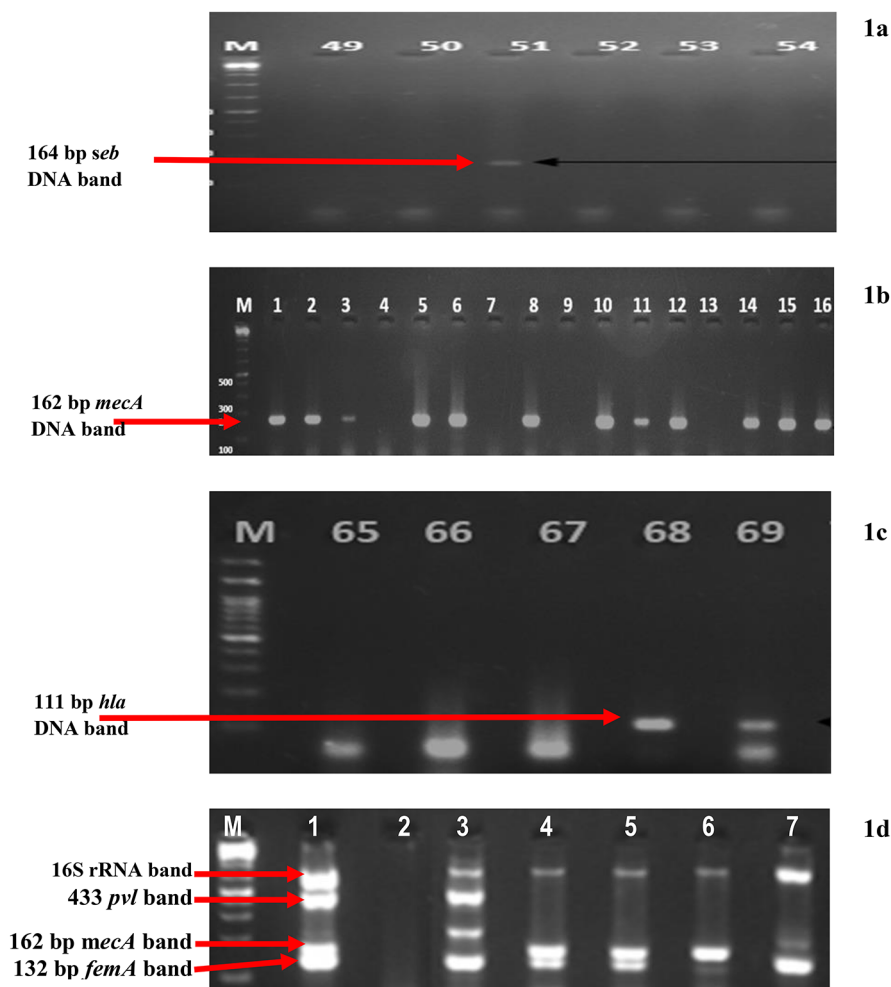 1a
M 49 50 51 52 53 54
164 bp seb
DNA band
1b
M 1 2 3 4 5 6 7 8 9 10 11 12 13 14 15 16
500
300
162 bp mecA
DNA band
100
1c
M 65 66 67 68 69
111 bp hla
DNA band
1d
M 1 2 3 4 5 6 7
16S rRNA band
433 pvl band
162 bp mecA band
132 bp femA band